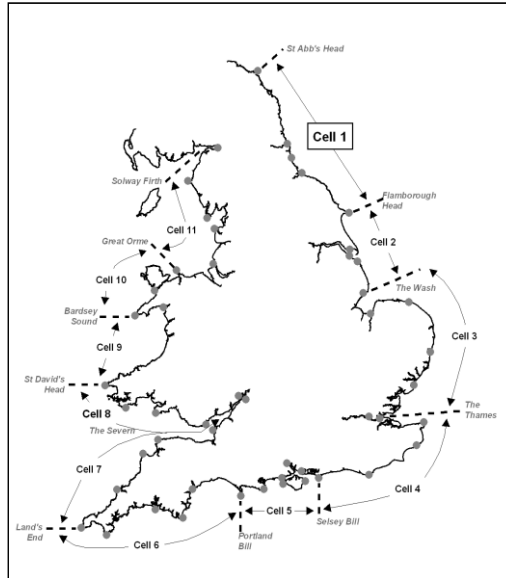 St Abb's Head
Cell 1
Solway Firth
Flamborough
Head
Cell 11
Great Orme
Cell 2
Cell 10
The Wash
Bardsey
Sound
Cell 3
Cell 9
St David's
Head
The
Thames
Cell 8
The Severn
Cell 7
Cell 4
Cell 5
Selsey Bill
Land's
End
Cell 6
Portland
Bill